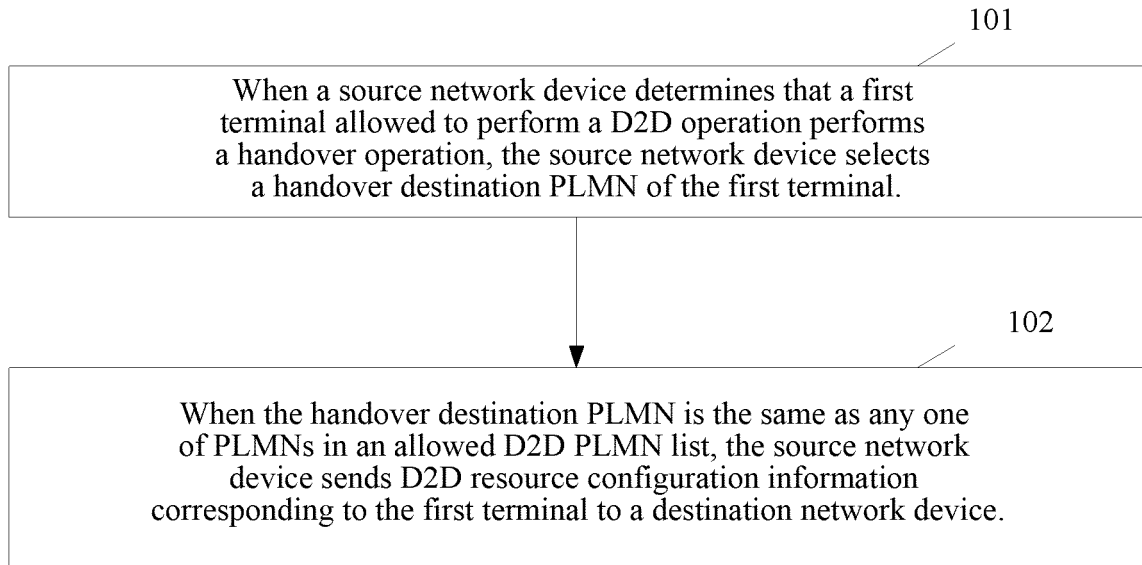 101
When a source network device determines that a first
terminal allowed to perform a D2D operation performs
a handover operation, the source network device selects
a handover destination PLMN of the first terminal.
102
When the handover destination PLMN is the same as any one
of PLMNs in an allowed D2D PLMN list, the source network
device sends D2D resource configuration information
corresponding to the first terminal to a destination network device.